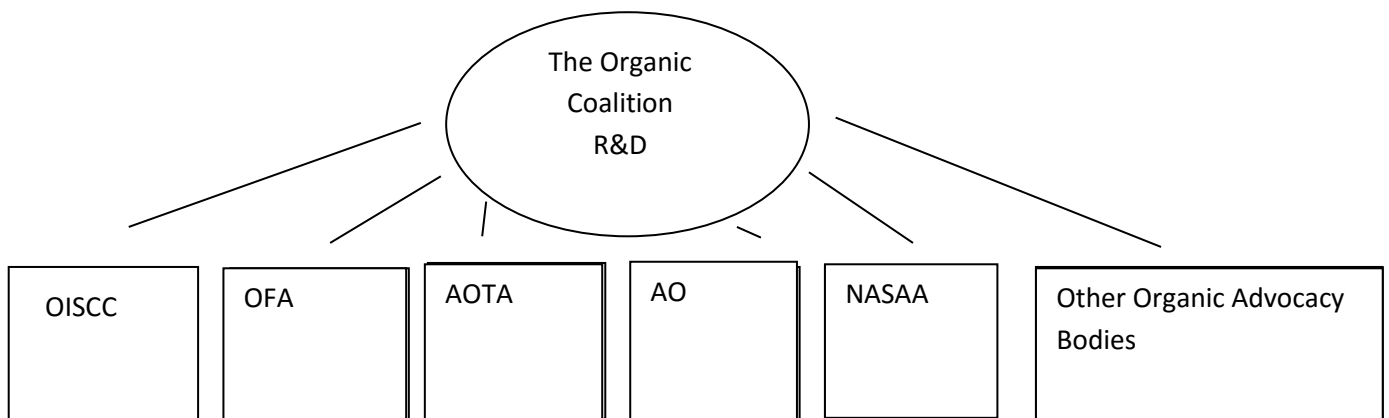 The Organic
Coalition
R&D
OISCC
OFA
AOTA
AO
NASAA
Other Organic Advocacy
Bodies